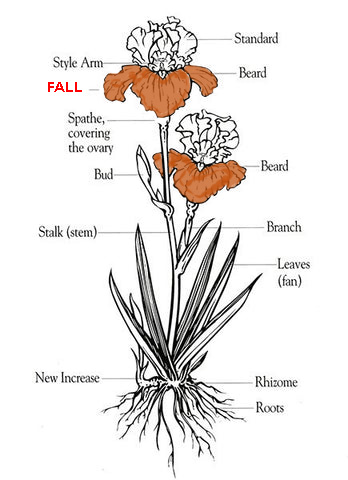 Standard
Style Arm
Beard
FALL
Spathe,
covering
the ovary
Bud
Beard
Stalk (stem)
Branch
Leaves
(fan)
New Increase
Rhizome
Roots